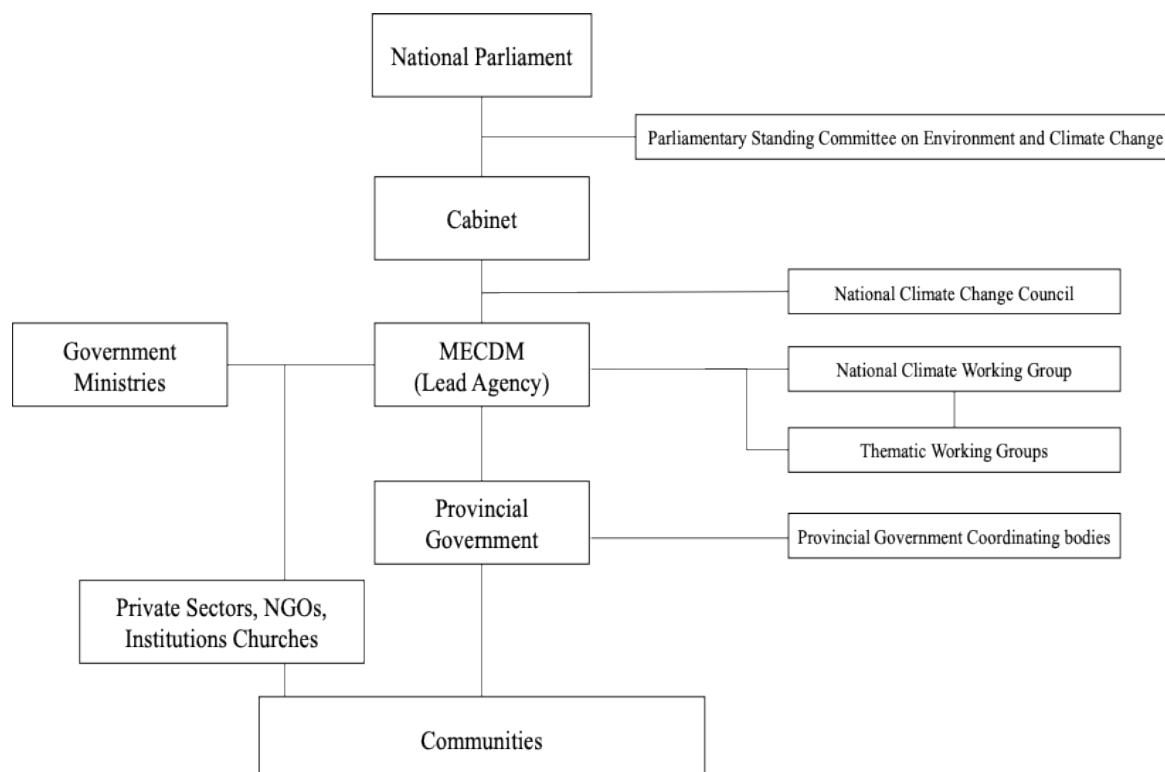 National Parliament
Parliamentary Standing Committee on Environment and Climate Change
Cabinet
National Climate Change Council
Government
Ministries
MECDM
(Lead Agency)
National Climate Working Group
Thematic Working Groups
Provincial
Government
Provincial Government Coordinating bodies
Private Sectors, NGOs,
Institutions Churches
Communities